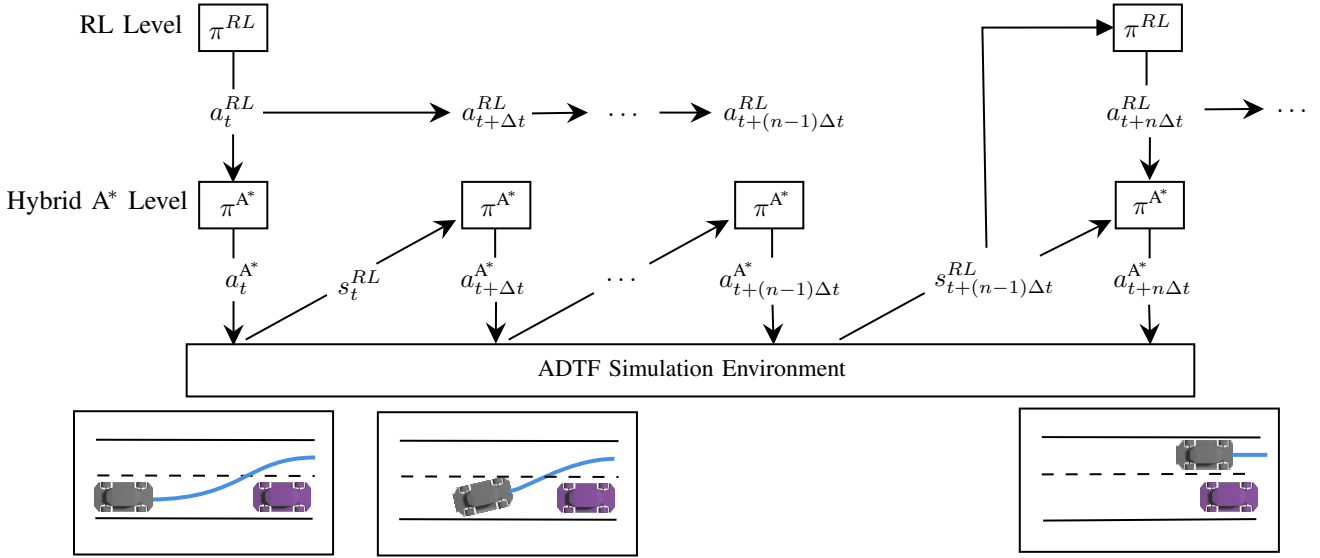 RL Level π^{RL} π^{RL}
a_t^{RL} a_{t+Δt}^{RL} ⋯ a_{t+(n−1)Δt}^{RL} a_{t+nΔt}^{RL} ⋯
Hybrid A* Level π^{A*} π^{A*} π^{A*} π^{A*}
a_t^{A*} s_t^{RL} a_{t+Δt}^{A*} ⋯ a_{t+(n−1)Δt}^{A*} s_{t+(n−1)Δt}^{RL} a_{t+nΔt}^{A*}
ADTF Simulation Environment